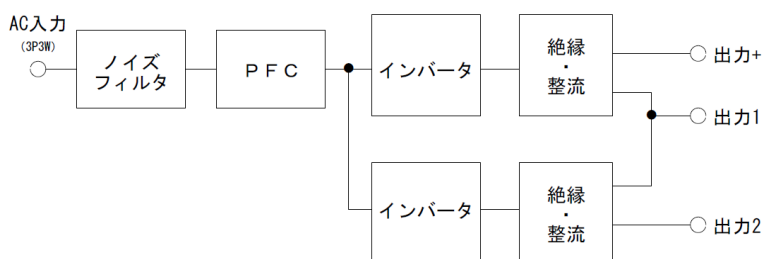 AC入力
(3P3W)
ノイズ
フィルタ
PFC
インバータ
絶縁
・
整流
出力+
出力1
インバータ
絶縁
・
整流
出力2